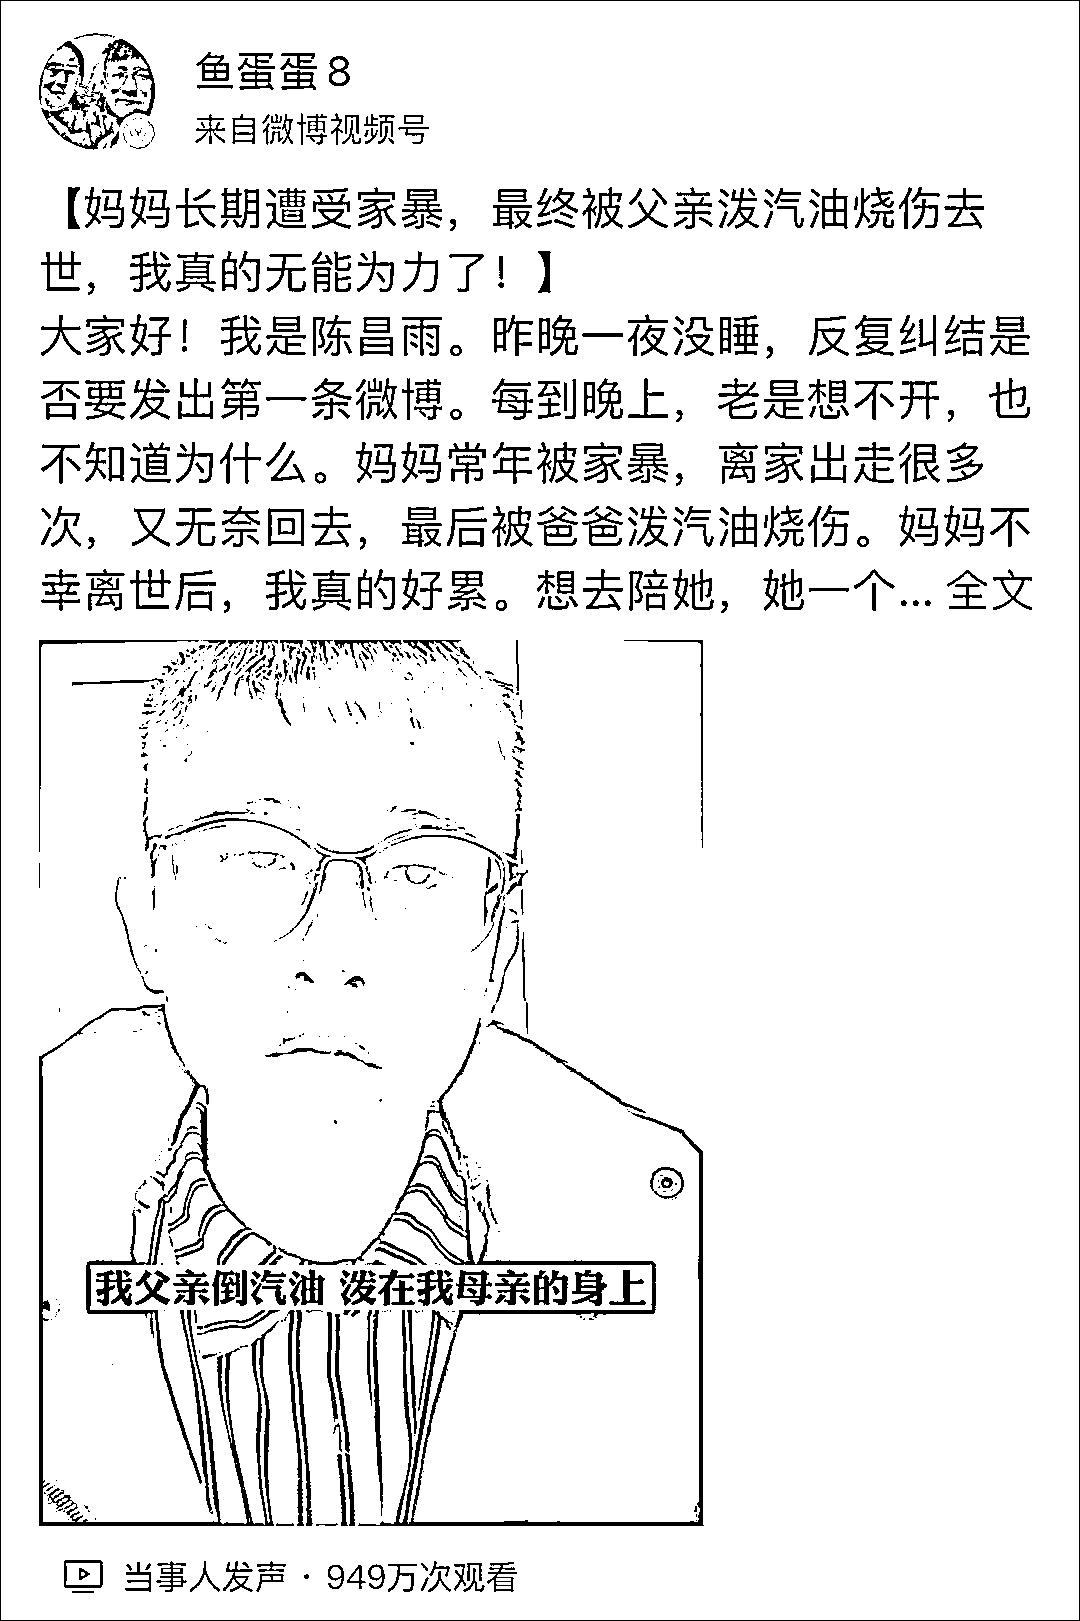 鱼蛋蛋8
来自微博视频号
【妈妈长期遭受家暴，最终被父亲泼汽油烧伤去
世，我真的无能为力了！】
大家好！我是陈昌雨。昨晚一夜没睡，反复纠结是
否要发出第一条微博。每到晚上，老是想不开，也
不知道为什么。妈妈常年被家暴，离家出走很多
次，又无奈回去，最后被爸爸泼汽油烧伤。妈妈不
幸离世后，我真的好累。想去陪她，她一个... 全文
我父亲倒汽油 泼在我母亲的身上
当事人发声 · 949万次观看